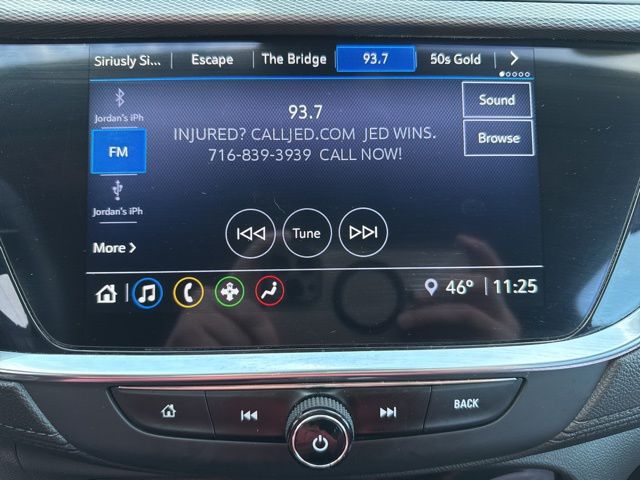 Siriusly Si... Escape The Bridge 93.7 50s Gold
Jordan's iPh
FM
Jordan's iPh
More
93.7
INJURED? CALLJED.COM JED WINS.
716-839-3939 CALL NOW!
Tune
Sound
Browse
46° 11:25
BACK